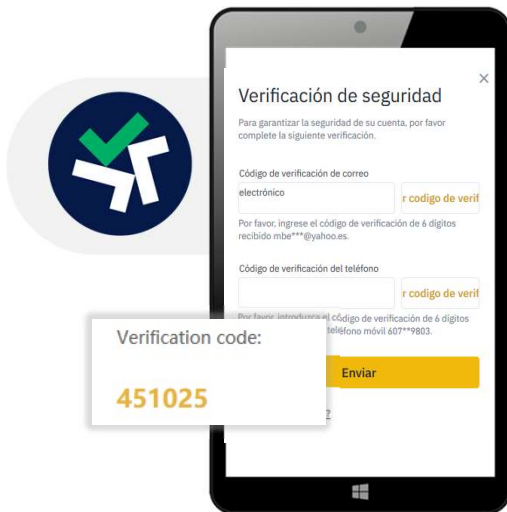 Verificación de seguridad
Para garantizar la seguridad de su cuenta, por favor
complete la siguiente verificación.
Código de verificación de correo
electrónico
r codigo de verif
Por favor, ingrese el código de verificación de 6 dígitos
recibido mbe***@yahoo.es.
Código de verificación del teléfono
r codigo de verif
Por favor, introduzca el código de verificación de 6 dígitos
teléfono móvil 607**9803.
Verification code:
451025
Enviar
?